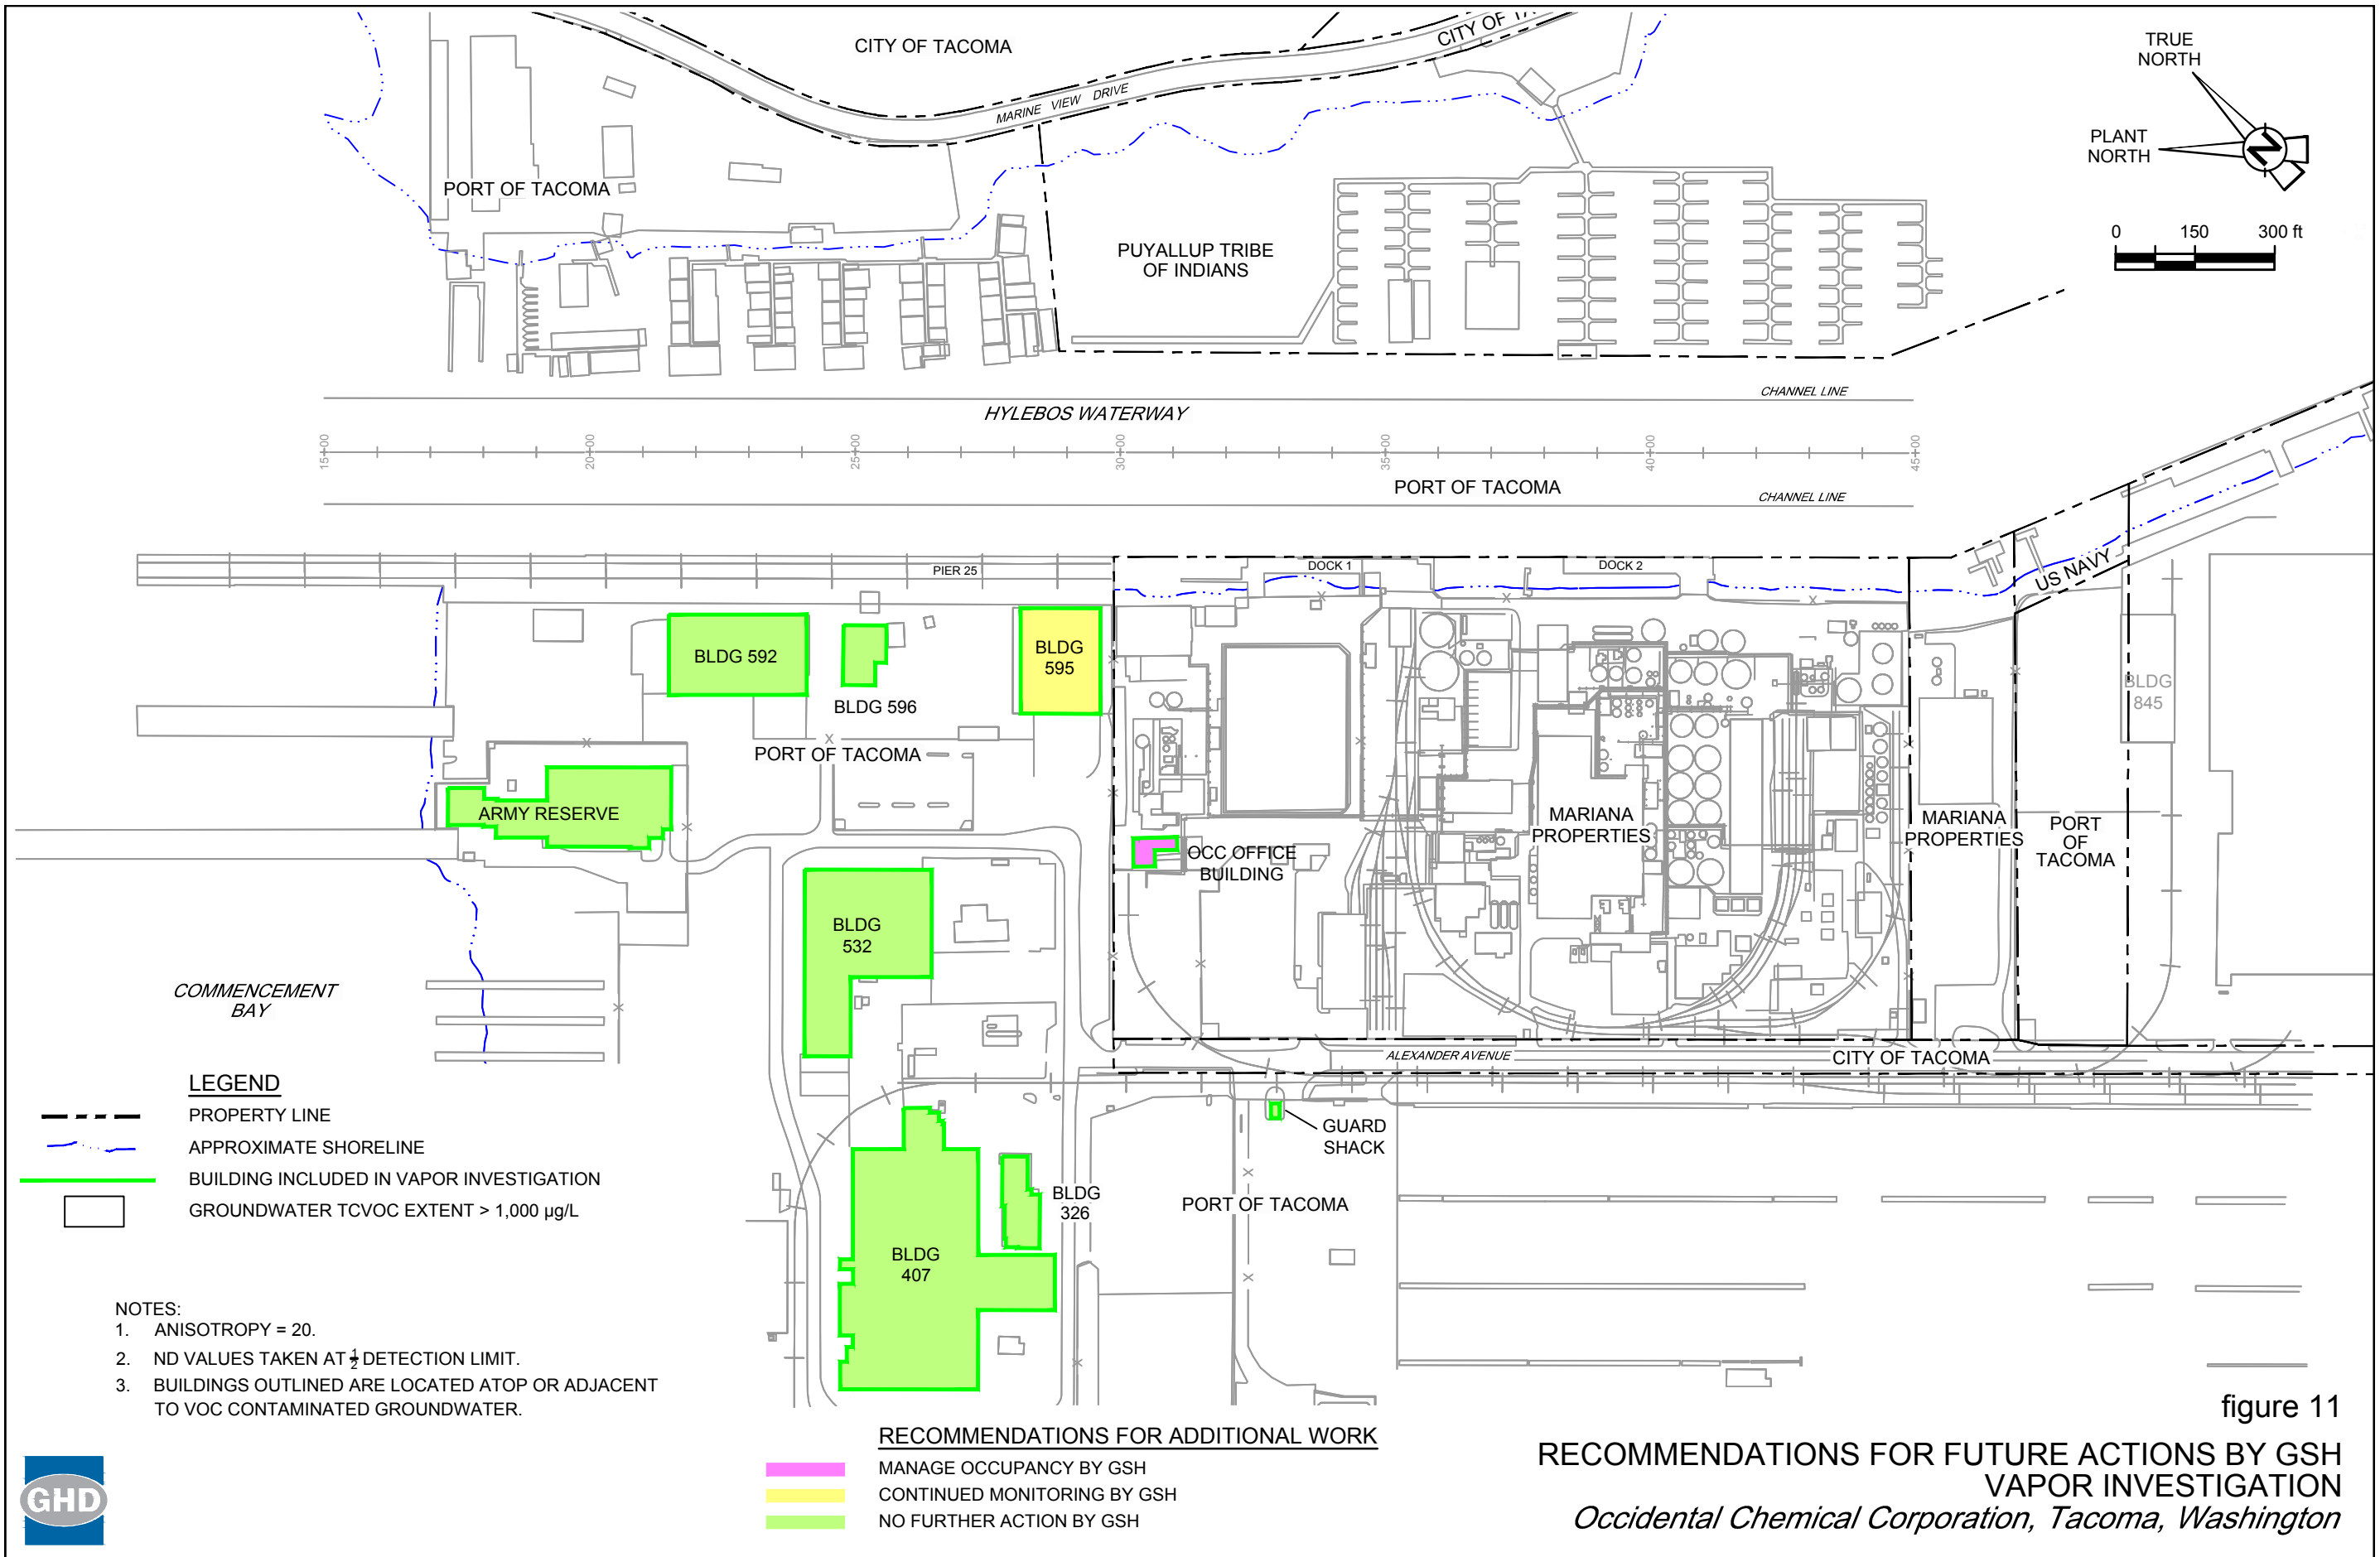 CITY OF TACOMA
CITY OF TA
MARINE VIEW DRIVE
TRUE
NORTH
PLANT
NORTH
N
0 150 300 ft
PORT OF TACOMA
PUYALLUP TRIBE
OF INDIANS
CHANNEL LINE
HYLEBOS WATERWAY
15+00
20+00
25+00
30+00
35+00
40+00
45+00
PORT OF TACOMA
CHANNEL LINE
PIER 25
DOCK 1
DOCK 2
US NAVY
BLDG 592
BLDG 596
BLDG
595
BLDG
845
PORT OF TACOMA
ARMY RESERVE
OCC OFFICE
BUILDING
MARIANA
PROPERTIES
MARIANA
PROPERTIES
PORT
OF
TACOMA
BLDG
532
COMMENCEMENT
BAY
ALEXANDER AVENUE
CITY OF TACOMA
GUARD
SHACK
BLDG
326
PORT OF TACOMA
BLDG
407
LEGEND
PROPERTY LINE
APPROXIMATE SHORELINE
BUILDING INCLUDED IN VAPOR INVESTIGATION
GROUNDWATER TCVOC EXTENT > 1,000 µg/L
NOTES:
1. ANISOTROPY = 20.
2. ND VALUES TAKEN AT 1/2 DETECTION LIMIT.
3. BUILDINGS OUTLINED ARE LOCATED ATOP OR ADJACENT
TO VOC CONTAMINATED GROUNDWATER.
RECOMMENDATIONS FOR ADDITIONAL WORK
MANAGE OCCUPANCY BY GSH
CONTINUED MONITORING BY GSH
NO FURTHER ACTION BY GSH
GHD
figure 11
RECOMMENDATIONS FOR FUTURE ACTIONS BY GSH
VAPOR INVESTIGATION
Occidental Chemical Corporation, Tacoma, Washington